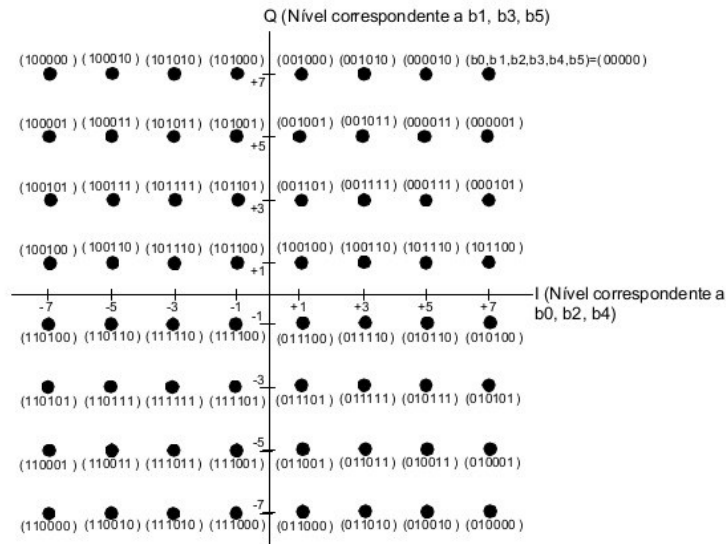 Q (Nível correspondente a b1, b3, b5)
(100000) (100010) (101010) (101000) (001000) (001010) (000010) (b0,b1,b2,b3,b4,b5)=(00000)
+7
(100001) (100011) (101011) (101001) (001001) (001011) (000011) (000001)
+5
(100101) (100111) (101111) (101101) (001101) (001111) (000111) (000101)
+3
(100100) (100110) (101110) (101100) (100100) (100110) (101110) (101100)
+1
I (Nível correspondente a
b0, b2, b4)
-7 -5 -3 -1 +1 +3 +5 +7
-1
(110100) (110110) (111110) (111100) (011100) (011110) (010110) (010100)
-3
(110101) (110111) (111111) (111101) (011101) (011111) (010111) (010101)
-5
(110001) (110011) (111011) (111001) (011001) (011011) (010011) (010001)
-7
(110000) (110010) (111010) (111000) (011000) (011010) (010010) (010000)